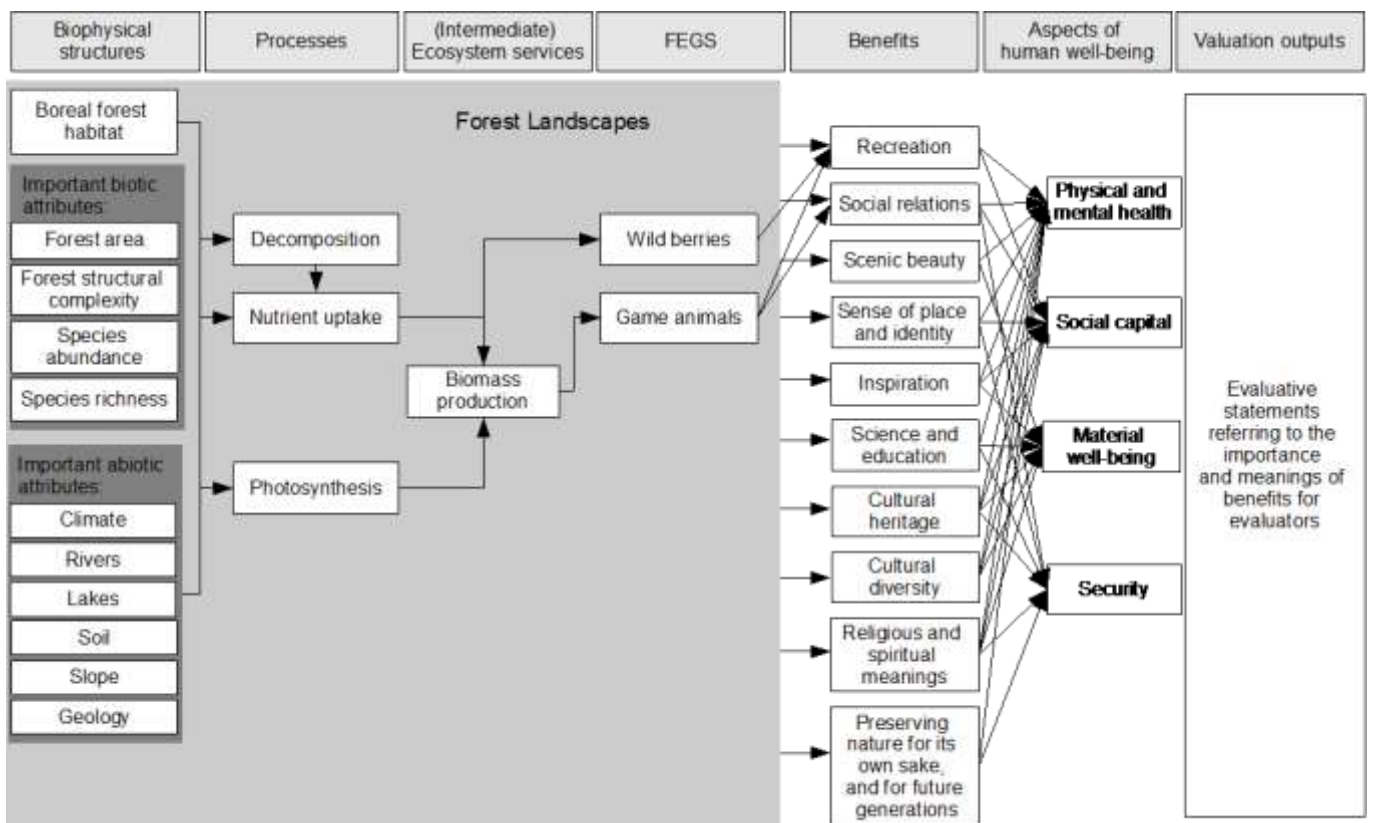 Biophysical
structures
Processes
(Intermediate)
Ecosystem services
FEGS
Benefits
Aspects of
human well-being
Valuation outputs
Forest Landscapes
Boreal forest
habitat
Important biotic
attributes:
Forest area
Forest structural
complexity
Species
abundance
Species richness
Important abiotic
attributes:
Climate
Rivers
Lakes
Soil
Slope
Geology
Decomposition
Nutrient uptake
Photosynthesis
Biomass
production
Wild berries
Game animals
Recreation
Social relations
Scenic beauty
Sense of place
and identity
Inspiration
Science and
education
Cultural
heritage
Cultural
diversity
Religious and
spiritual
meanings
Preserving
nature for its
own sake,
and for future
generations
Physical and
mental health
Social capital
Material
well-being
Security
Evaluative
statements
referring to the
importance
and meanings of
benefits for
evaluators